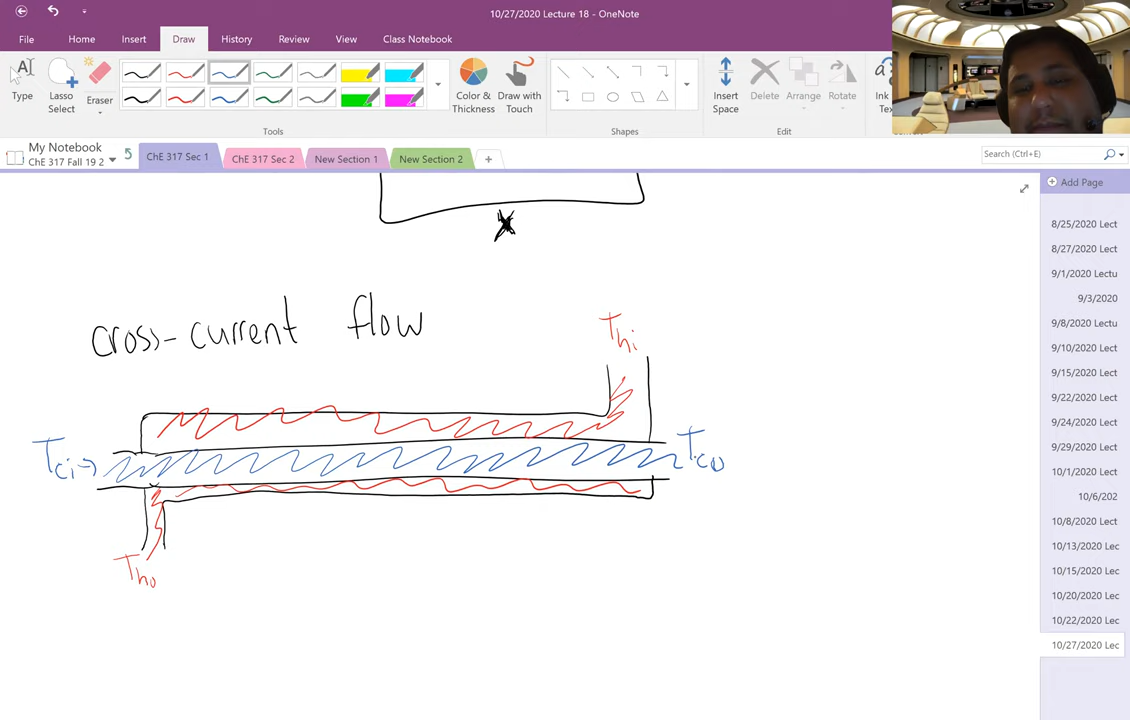 10/27/2020 Lecture 18 - OneNote
File Home Insert Draw History Review View Class Notebook
Type
Lasso Select
Eraser
Color & Thickness
Draw with Touch
Insert Space
Delete
Arrange
Rotate
Ink
Tex
Tools
Shapes
Edit
My Notebook
ChE 317 Fall 19 2
ChE 317 Sec 1
ChE 317 Sec 2
New Section 1
New Section 2
+
Search (Ctrl+E)
Add Page
8/25/2020 Lect
8/27/2020 Lect
9/1/2020 Lectu
9/3/2020
9/8/2020 Lectu
9/10/2020 Lect
9/15/2020 Lect
9/22/2020 Lect
9/24/2020 Lect
9/29/2020 Lect
10/1/2020 Lect
10/6/202
10/8/2020 Lect
10/13/2020 Lec
10/15/2020 Lec
10/20/2020 Lec
10/22/2020 Lec
10/27/2020 Lec
cross-current flow
Thi
Tci→
Tco
Tho